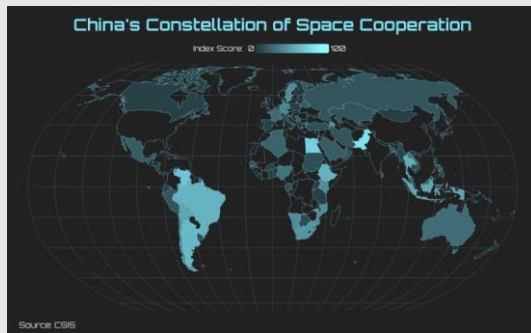 China's Constellation of Space Cooperation
Index Score: 0 100
Source: CSIS